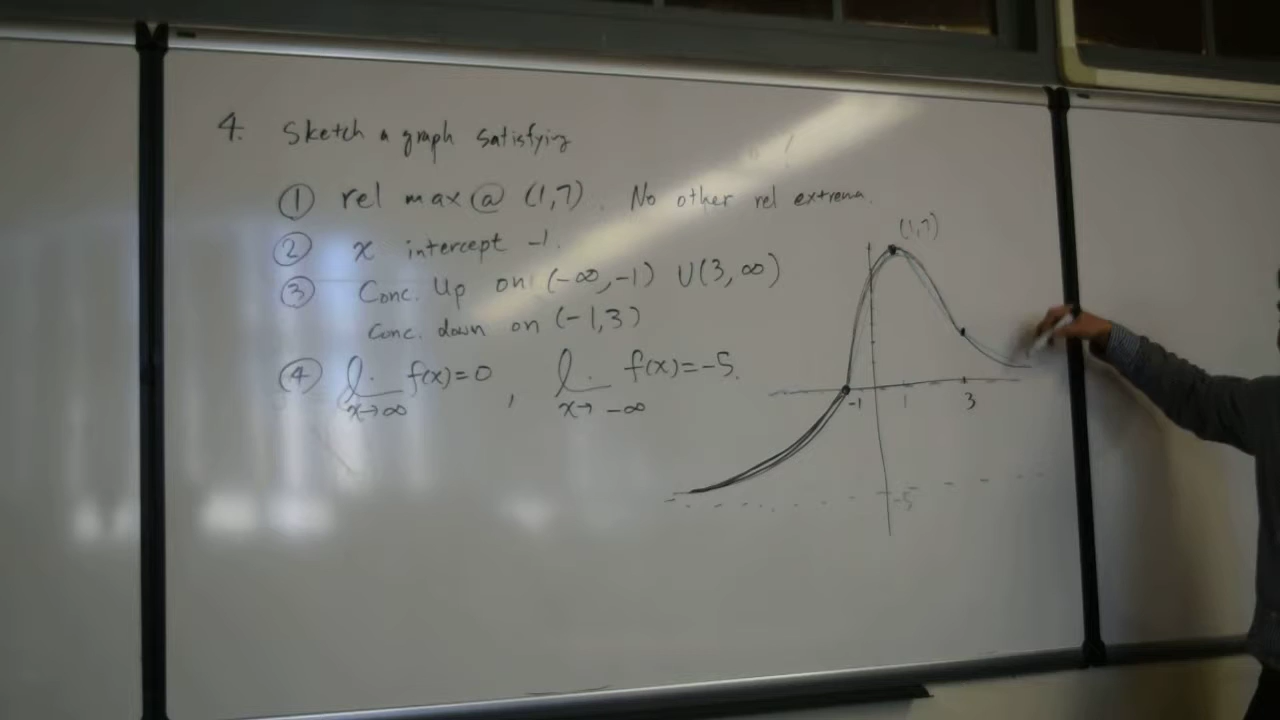 4. Sketch a graph satisfying
① rel max @ (1,7). No other rel extrema.
② x intercept -1.
③ Conc. Up on (-∞,-1) ∪ (3,∞)
Conc. down on (-1,3)
④ lim x→∞ f(x)=0 , lim x→ -∞ f(x)=-5.
(1,7)
-1 1 3
-5